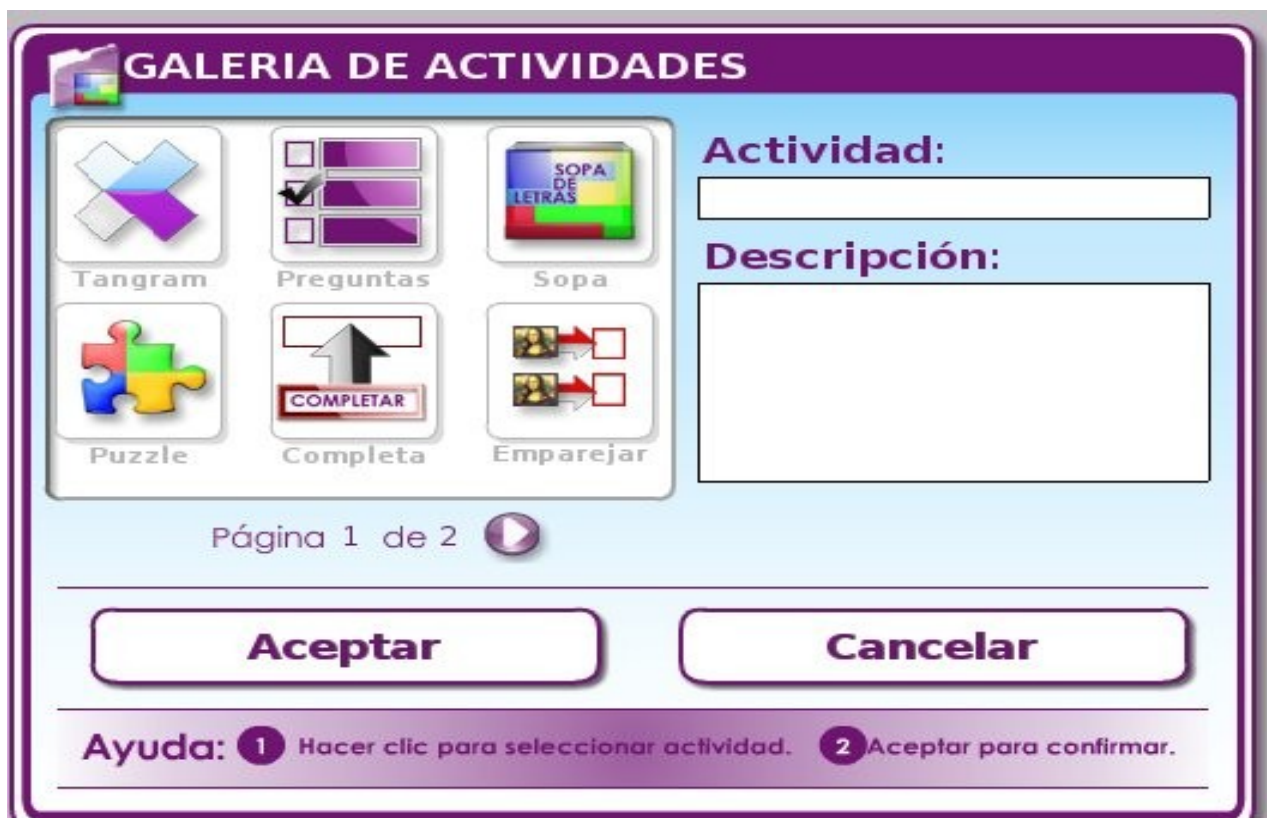 GALERIA DE ACTIVIDADES
SOPA
DE
LETRAS
Tangram
Preguntas
Sopa
COMPLETAR
Puzzle
Completa
Emparejar
Página 1 de 2
Actividad:
Descripción:
Aceptar
Cancelar
Ayuda: 1 Hacer clic para seleccionar actividad. 2 Aceptar para confirmar.